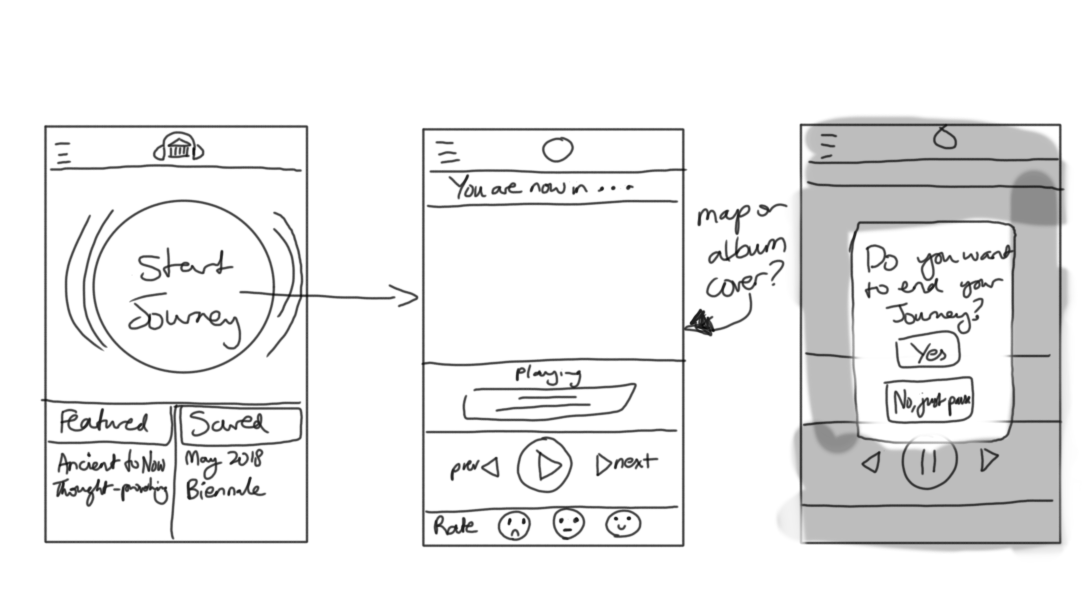 Start
Journey
Featured
Saved
Ancient to Now
Thought-provoking
May 2018
Biennale
You are now in ...
map or
album
cover?
Playing
prev
next
Rate
Do you want
to end your
Journey?
Yes
No, just pause